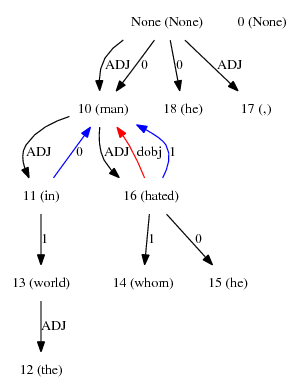 None (None) 0 (None)
ADJ 0 0 ADJ
10 (man) 18 (he) 17 (,)
ADJ 0 ADJ dobj 1
11 (in) 16 (hated)
1 1 0
13 (world) 14 (whom) 15 (he)
ADJ
12 (the)